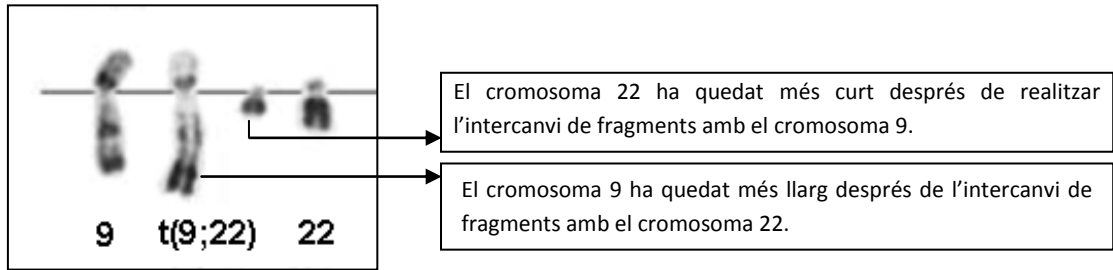 El cromosoma 22 ha quedat més curt després de realitzar
l’intercanvi de fragments amb el cromosoma 9.
El cromosoma 9 ha quedat més llarg després de l’intercanvi de
fragments amb el cromosoma 22.
9 t(9;22) 22